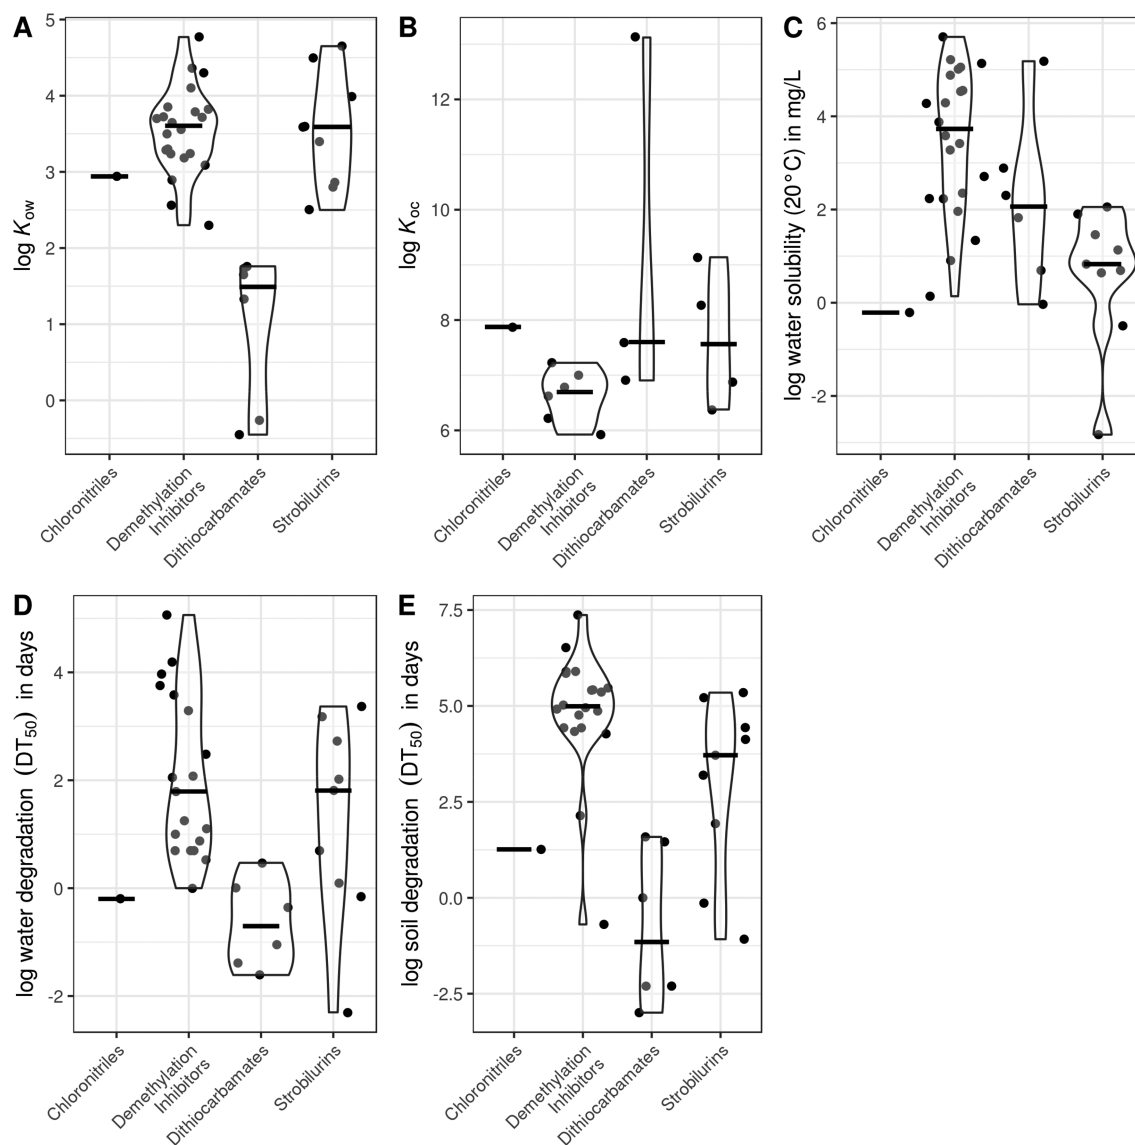 A
log Kow
5
4
3
2
1
0
Chloronitriles
Demethylation
Inhibitors
Dithiocarbamates
Strobilurins
B
log Koc
12
10
8
6
Chloronitriles
Demethylation
Inhibitors
Dithiocarbamates
Strobilurins
C
log water solubility (20°C) in mg/L
6
4
2
0
-2
Chloronitriles
Demethylation
Inhibitors
Dithiocarbamates
Strobilurins
D
log water degradation (DT50) in days
4
2
0
-2
Chloronitriles
Demethylation
Inhibitors
Dithiocarbamates
Strobilurins
E
log soil degradation (DT50) in days
7.5
5.0
2.5
0.0
-2.5
Chloronitriles
Demethylation
Inhibitors
Dithiocarbamates
Strobilurins